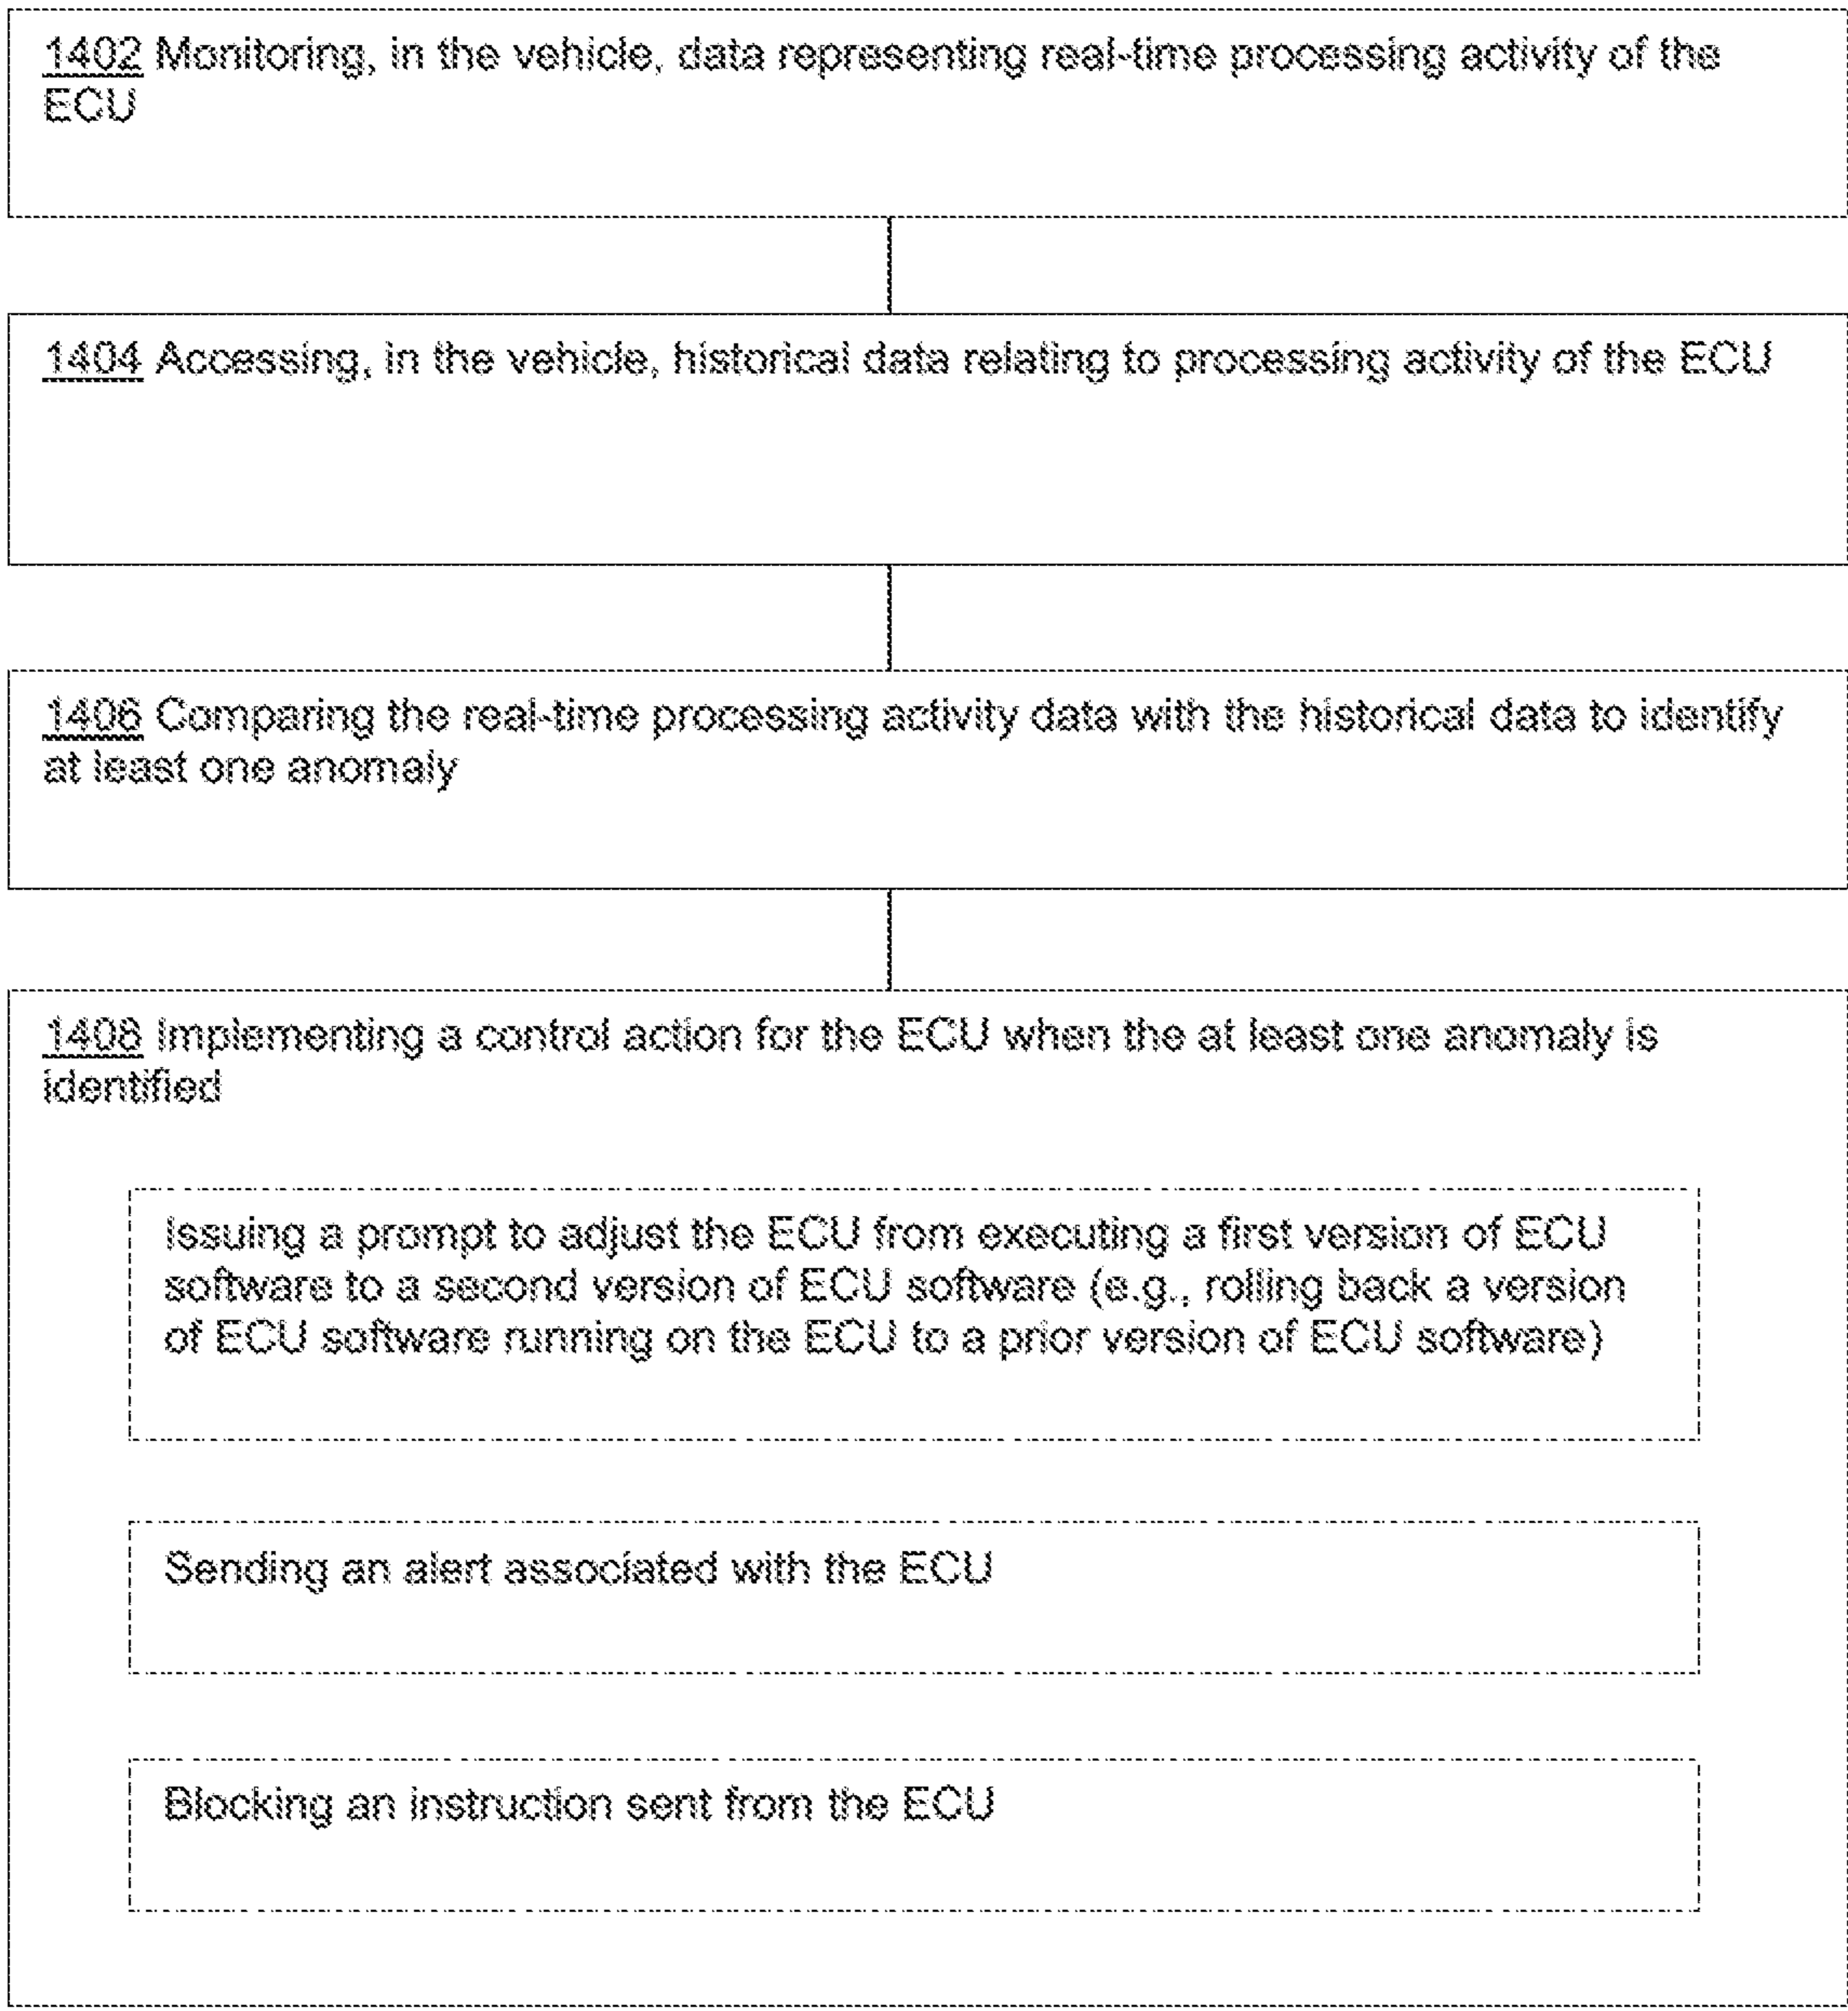 1402 Monitoring, in the vehicle, data representing real-time processing activity of the
ECU
1404 Accessing, in the vehicle, historical data relating to processing activity of the ECU
1406 Comparing the real-time processing activity data with the historical data to identify
at least one anomaly
1408 Implementing a control action for the ECU when the at least one anomaly is
identified
Issuing a prompt to adjust the ECU from executing a first version of ECU
software to a second version of ECU software (e.g., rolling back a version
of ECU software running on the ECU to a prior version of ECU software)
Sending an alert associated with the ECU
Blocking an instruction sent from the ECU